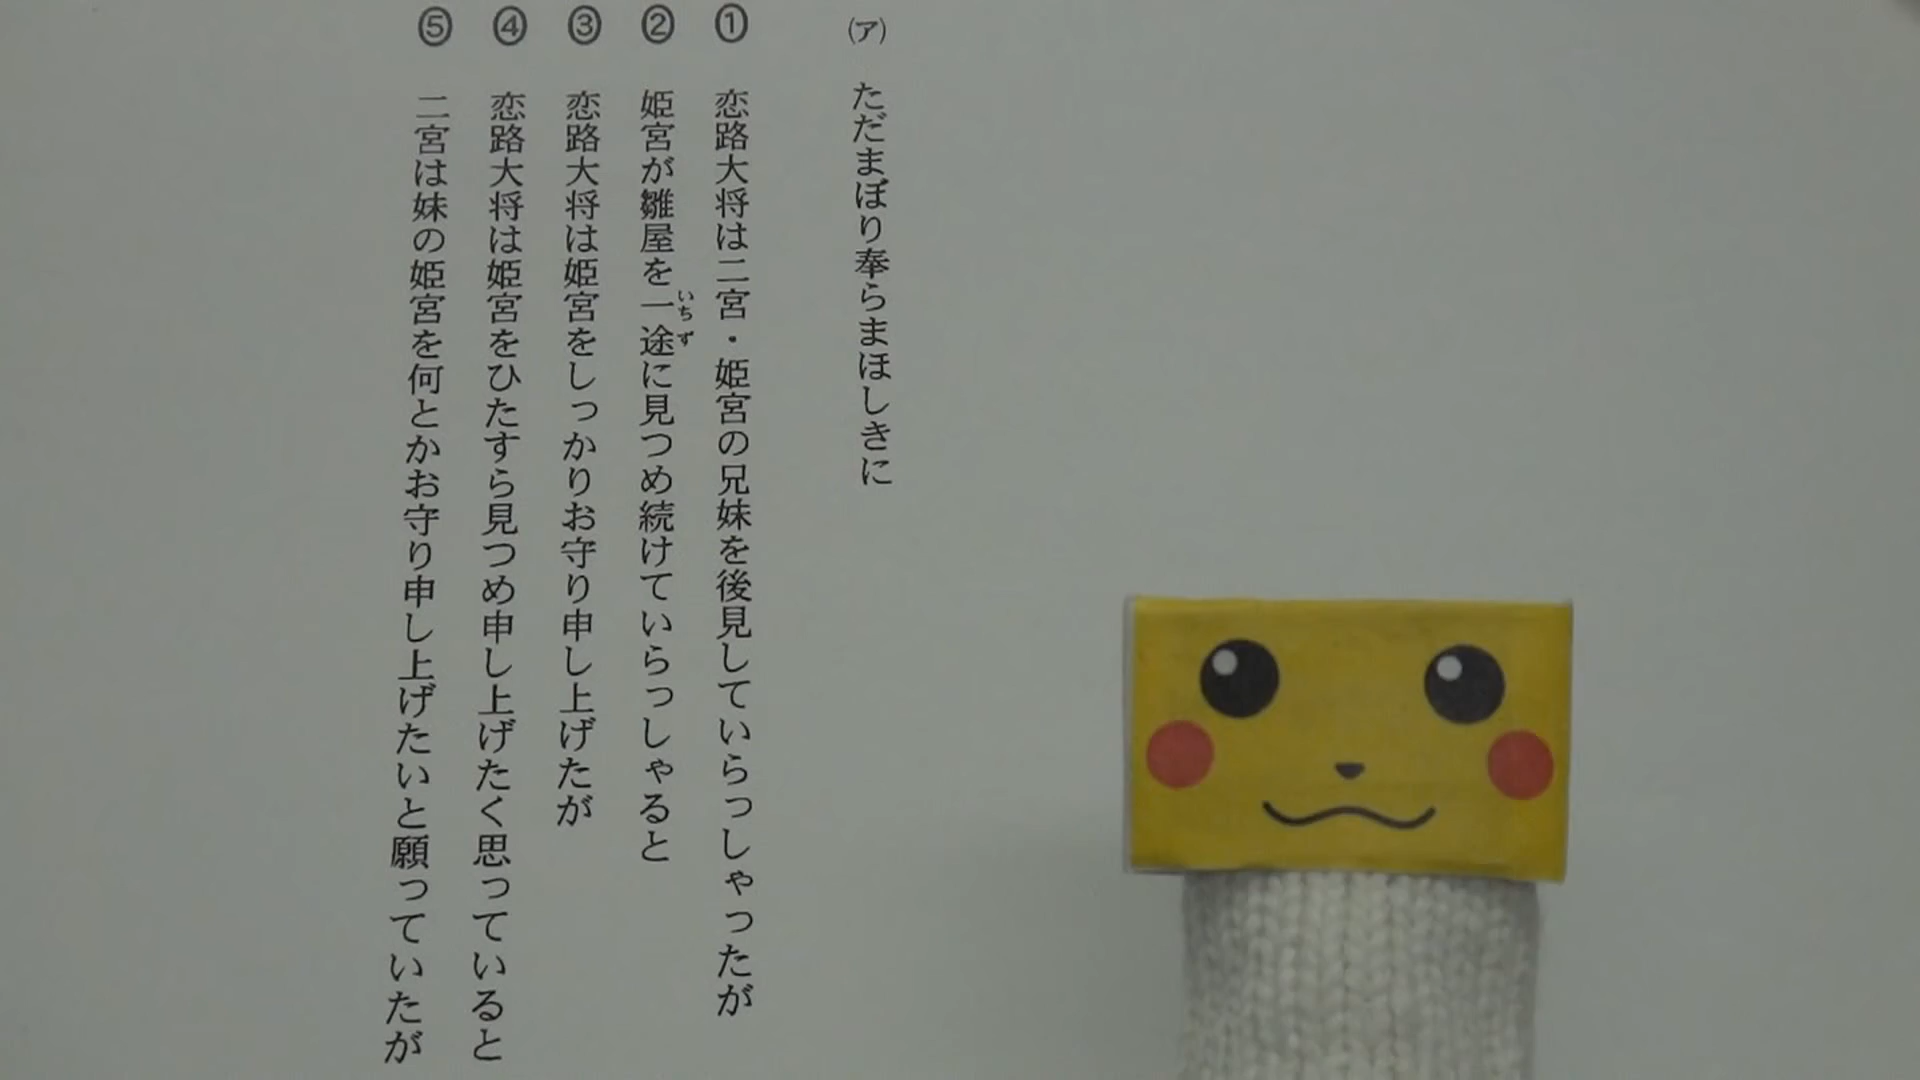 (ア) ただまぼり奉らまほしきに
① 恋路大将は二宮・姫宮の兄妹を後見していらっしゃったが
② 姫宮が雛屋を一途に見つめ続けていらっしゃると
いちず
③ 恋路大将は姫宮をしっかりお守り申し上げたが
④ 恋路大将は姫宮をひたすら見つめ申し上げたく思っていると
⑤ 二宮は妹の姫宮を何とかお守り申し上げたいと願っていたが